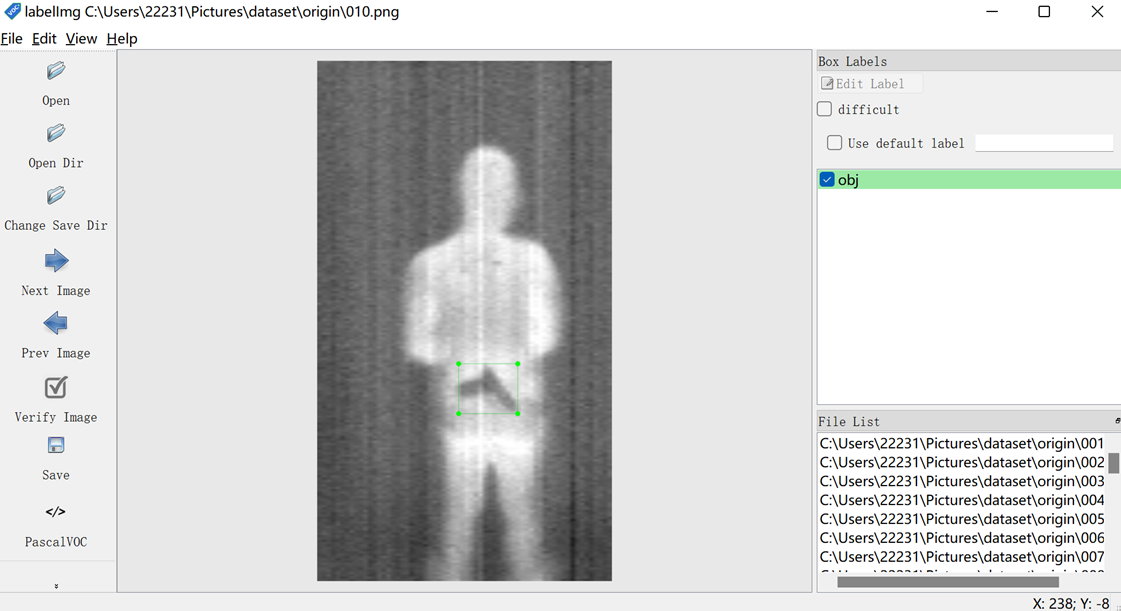 labelImg C:\Users\22231\Pictures\dataset\origin\010.png
File Edit View Help
Open
Open Dir
Change Save Dir
Next Image
Prev Image
Verify Image
Save
</>
PascalVOC
Box Labels
Edit Label
difficult
Use default label
obj
File List
C:\Users\22231\Pictures\dataset\origin\001
C:\Users\22231\Pictures\dataset\origin\002
C:\Users\22231\Pictures\dataset\origin\003
C:\Users\22231\Pictures\dataset\origin\004
C:\Users\22231\Pictures\dataset\origin\005
C:\Users\22231\Pictures\dataset\origin\006
C:\Users\22231\Pictures\dataset\origin\007
X: 238; Y: -8